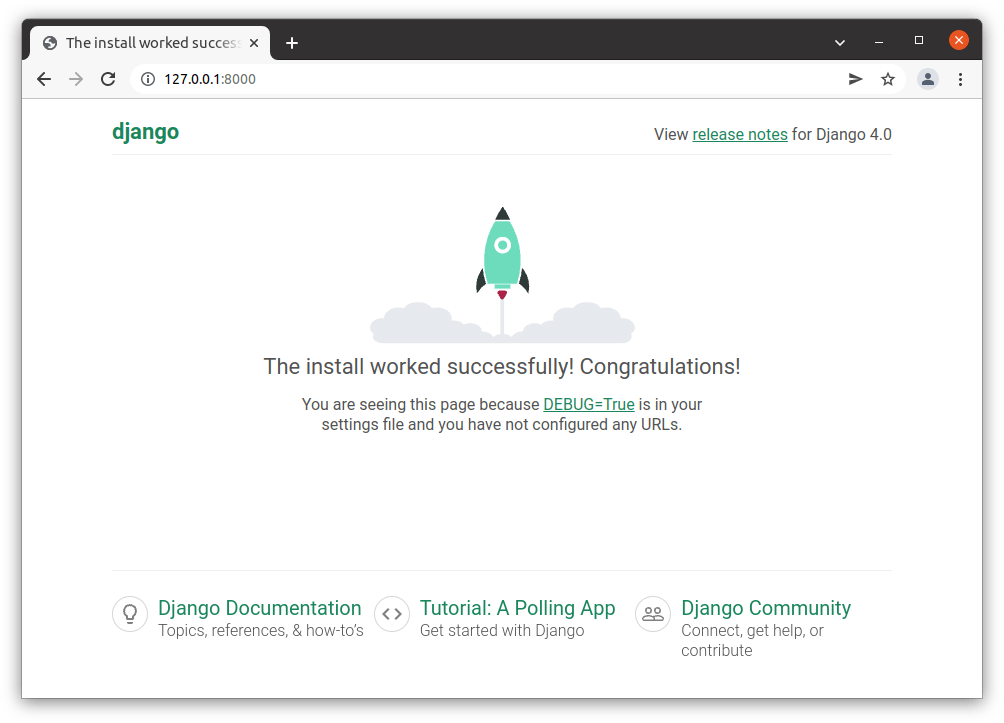 The install worked succes
127.0.0.1:8000
django
View release notes for Django 4.0
The install worked successfully! Congratulations!
You are seeing this page because DEBUG=True is in your
settings file and you have not configured any URLs.
Django Documentation
Topics, references, & how-to’s
Tutorial: A Polling App
Get started with Django
Django Community
Connect, get help, or
contribute